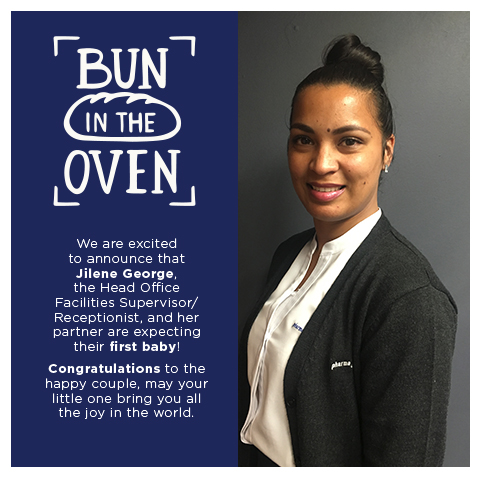 BUN
IN THE
OVEN
We are excited
to announce that
Jilene George,
the Head Office
Facilities Supervisor/
Receptionist, and her
partner are expecting
their first baby!
Congratulations to the
happy couple, may your
little one bring you all
the joy in the world.
pharma